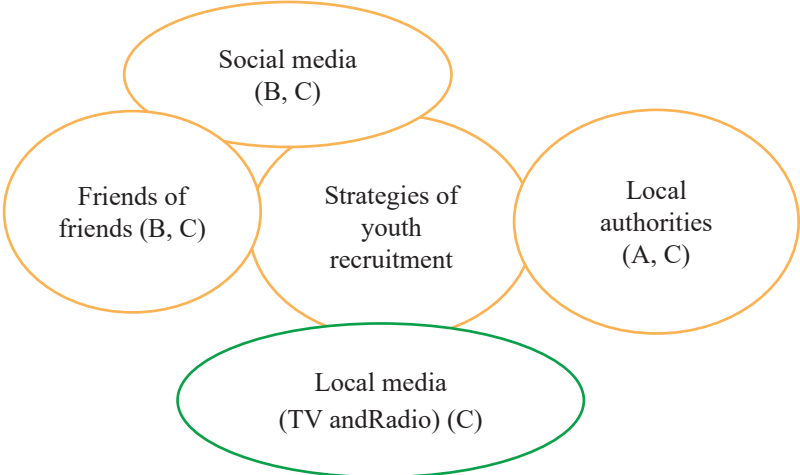 Social media
(B, C)
Friends of
friends (B, C)
Strategies of
youth
recruitment
Local
authorities
(A, C)
Local media
(TV andRadio) (C)